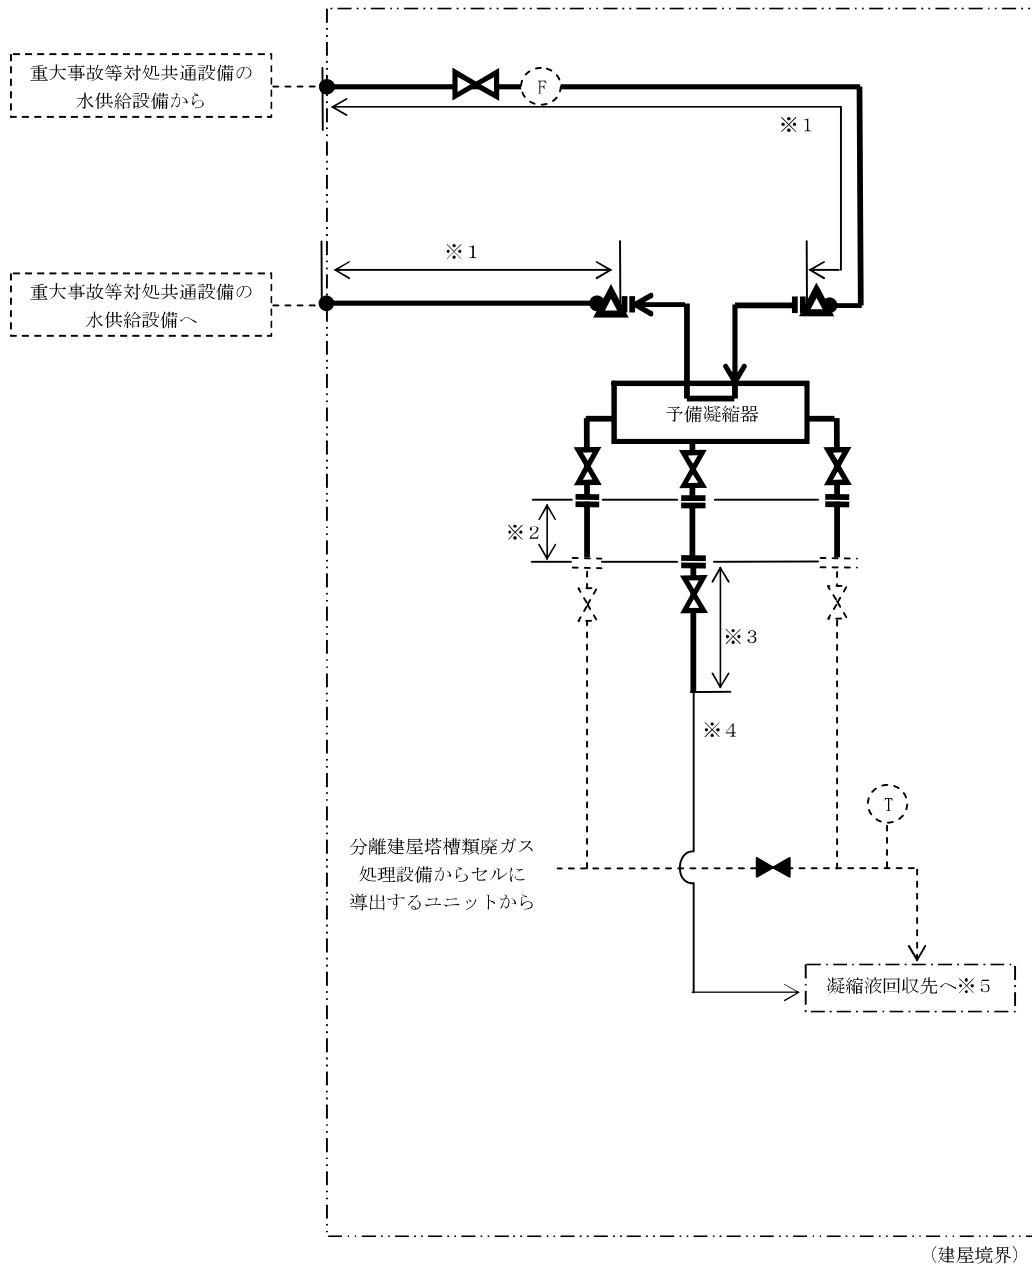 重大事故等対処共通設備の
水供給設備から
F
※1
※1
重大事故等対処共通設備の
水供給設備へ
予備凝縮器
※2
※3
※4
T
分離建屋塔槽類廃ガス
処理設備からセルに
導出するユニットから
凝縮液回収先へ※5
（建屋境界）